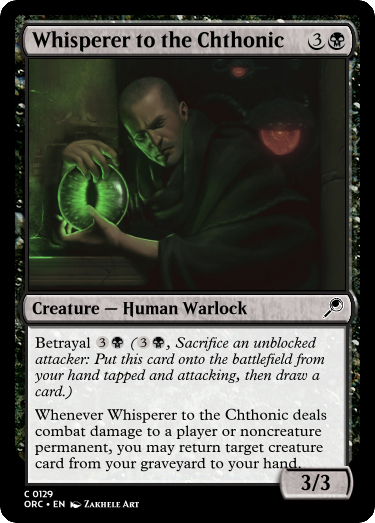 Whisperer to the Chthonic 3
Creature — Human Warlock
Betrayal 3 (3, Sacrifice an unblocked
attacker: Put this card onto the battlefield from
your hand tapped and attacking, then draw a
card.)
Whenever Whisperer to the Chthonic deals
combat damage to a player or noncreature
permanent, you may return target creature
card from your graveyard to your hand.
3/3
C 0129
ORC • EN Zakhele Art